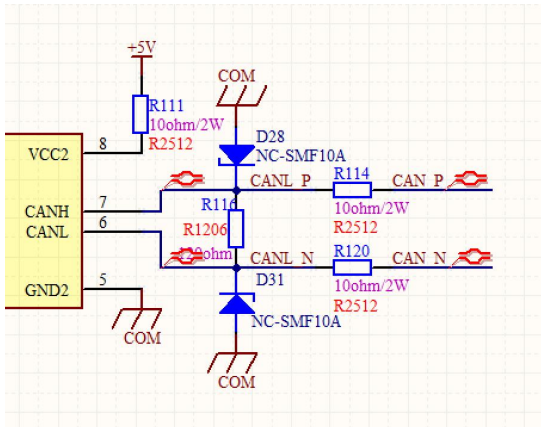 +5V
COM
R111
10ohm/2W
R2512
D28
NC-SMF10A
VCC2
8
CANL_P
R114
CAN_P
10ohm/2W
R2512
CANH
7
R116
R1206
120ohm
CANL
6
CANL_N
R120
CAN_N
10ohm/2W
R2512
D31
NC-SMF10A
GND2
5
COM
COM